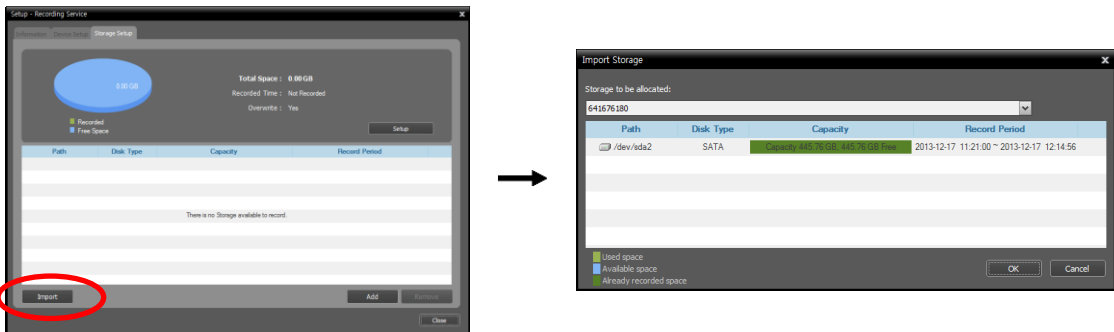 Setup - Recording Service
x
Information Device Setup Storage Setup
0.00 GB
Total Space : 0.00 GB
Recorded Time : Not Recorded
Overwrite : Yes
Recorded
Free Space
Setup
Path Disk Type Capacity Record Period
There is no Storage available to record.
Import Add Remove
Close
Import Storage
x
Storage to be allocated:
641676180
Path Disk Type Capacity Record Period
/dev/sda2 SATA Capacity 445.76 GB, 445.76 GB Free 2013-12-17 11:21:00 ~ 2013-12-17 12:14:56
Used space
Available space
Already recorded space
OK Cancel